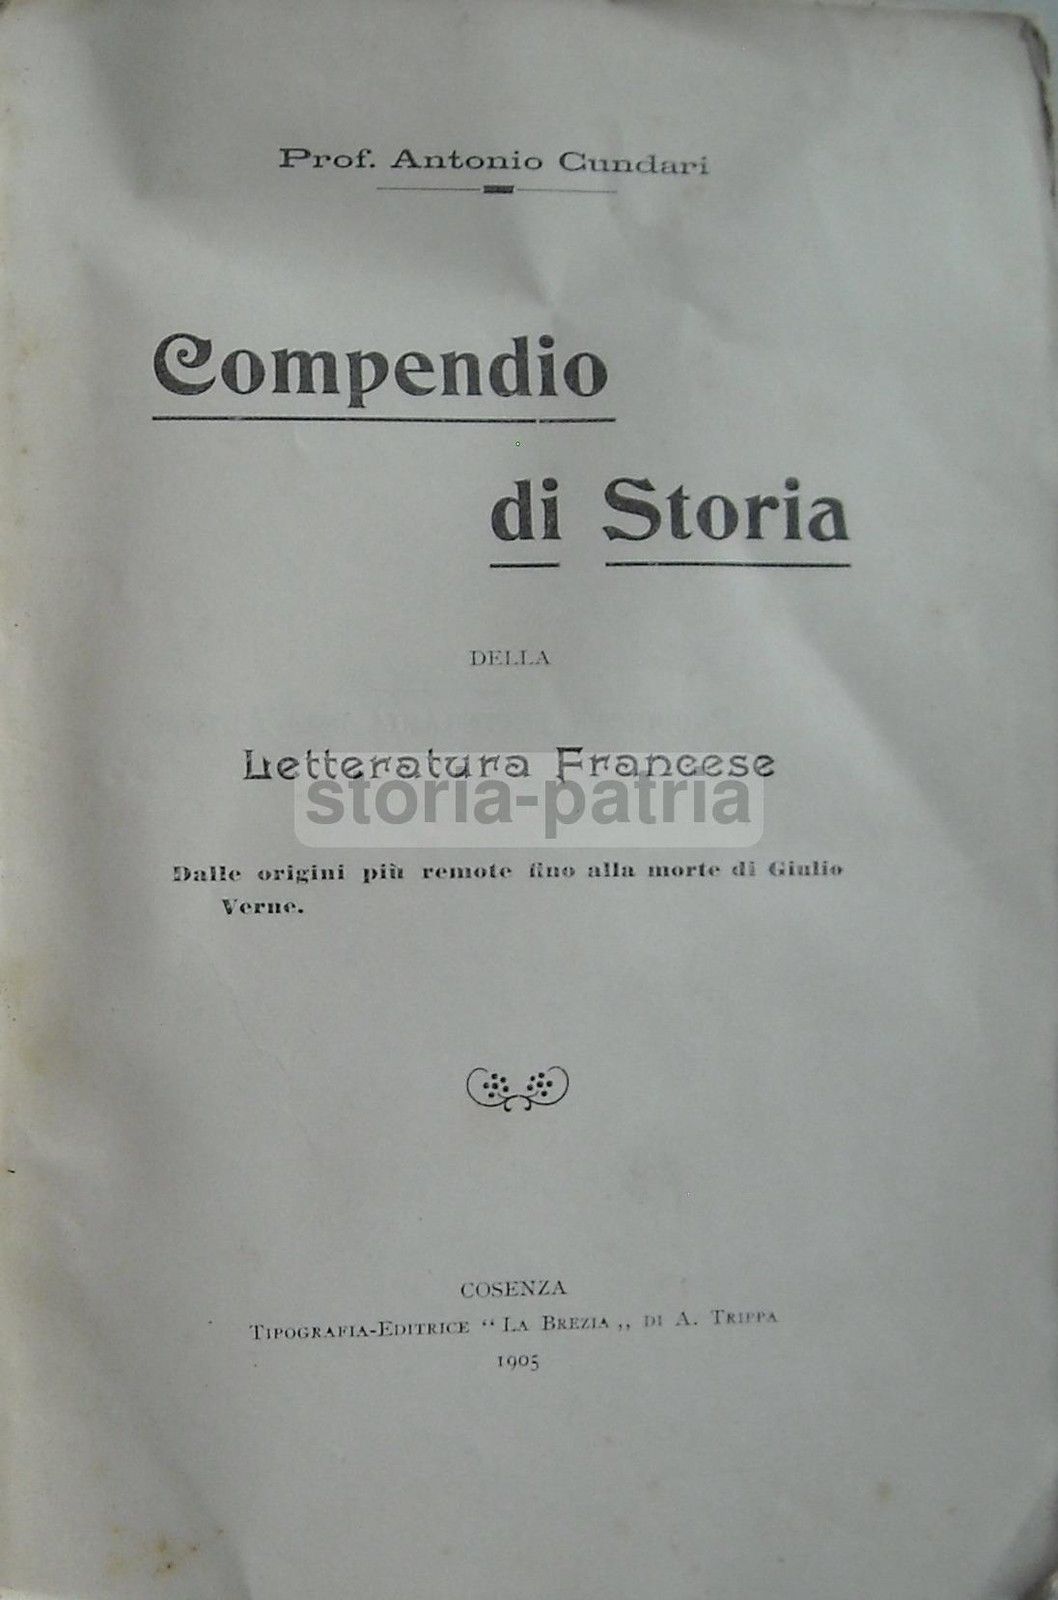 Prof. Antonio Cundari
Compendio
di Storia
DELLA
Letteratura Francese
storia-patria
Dalle origini più remote fino alla morte di Giulio
Verne.
COSENZA
TIPOGRAFIA-EDITRICE “ LA BREZIA „ DI A. TRIPPA
1905